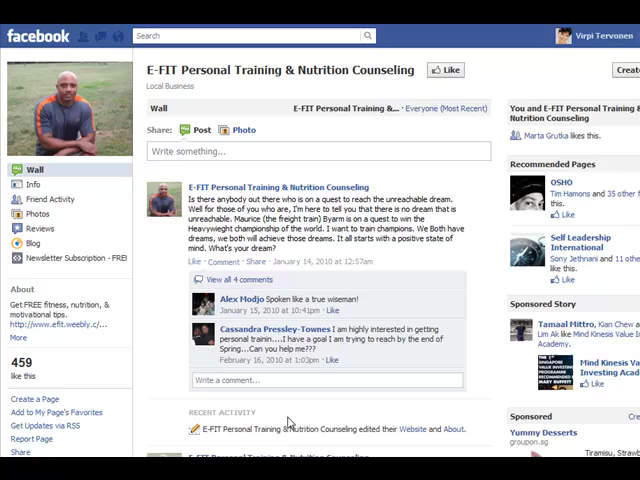 facebook
Search
Virpi Tervonen
E-FIT Personal Training & Nutrition Counseling
Like
Create
Local Business
Wall
E-FIT Personal Training &... · Everyone (Most Recent)
Share: Post Photo
Write something...
Wall
Info
Friend Activity
Photos
Reviews
Blog
Newsletter Subscription - FREE
About
Get FREE fitness, nutrition, &
motivational tips.
http://www.efit.weebly.c/...
More
459
like this
Create a Page
Add to My Page's Favorites
Get Updates via RSS
Report Page
Share
E-FIT Personal Training & Nutrition Counseling
Is there anybody out there who is on a quest to reach the unreachable dream.
Well for those of you who are, I'm here to tell you that there is no dream that is
unreachable. Maurice (the freight train) Byarm is on a quest to win the
Heavyweight championship of the world. I want to train champions. We Both have
dreams, we both will achieve those dreams. It all starts with a positive state of
mind. What's your dream?
Like · Comment · Share · January 14, 2010 at 12:57am
View all 4 comments
Alex Modjo Spoken like a true wiseman!
January 15, 2010 at 10:41pm · Like
Cassandra Pressley-Townes I am highly interested in getting
personal trainin....I have a goal I am trying to reach by the end of
Spring...Can you help me???
February 16, 2010 at 1:03pm · Like
Write a comment...
RECENT ACTIVITY
E-FIT Personal Training & Nutrition Counseling edited their Website and About.
You and E-FIT Personal T
Nutrition Counseling
Marta Grutka likes this.
Recommended Pages
OSHO
Tim Hamons and 35 other f
Like
Self Leadership
International
Sony Jethnani and 11 othe
Like
Sponsored Story
Tamaal Mittro, Kian Chew and
Lim Ak like Mind Kinesis Value I
Academy.
Mind Kinesis Valu
Investing Acade
Like
Sponsored
Cre
Yummy Desserts
groupon.sg
Tiramisu, Strawb